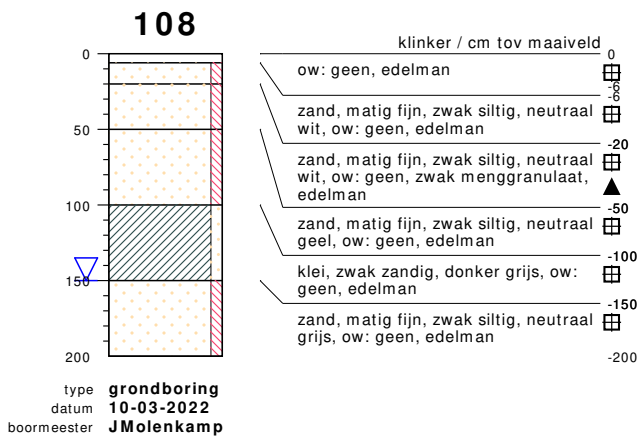 108
klinker / cm tov maaiveld
0
50
100
150
200
0
ow: geen, edelman
-6
-6
zand, matig fijn, zwak siltig, neutraal
wit, ow: geen, edelman
-20
zand, matig fijn, zwak siltig, neutraal
wit, ow: geen, zwak menggranulaat,
edelman
-50
zand, matig fijn, zwak siltig, neutraal
geel, ow: geen, edelman
-100
klei, zwak zandig, donker grijs, ow:
geen, edelman
-150
zand, matig fijn, zwak siltig, neutraal
grijs, ow: geen, edelman
-200
type grondboring
datum 10-03-2022
boormeester JMolenkamp